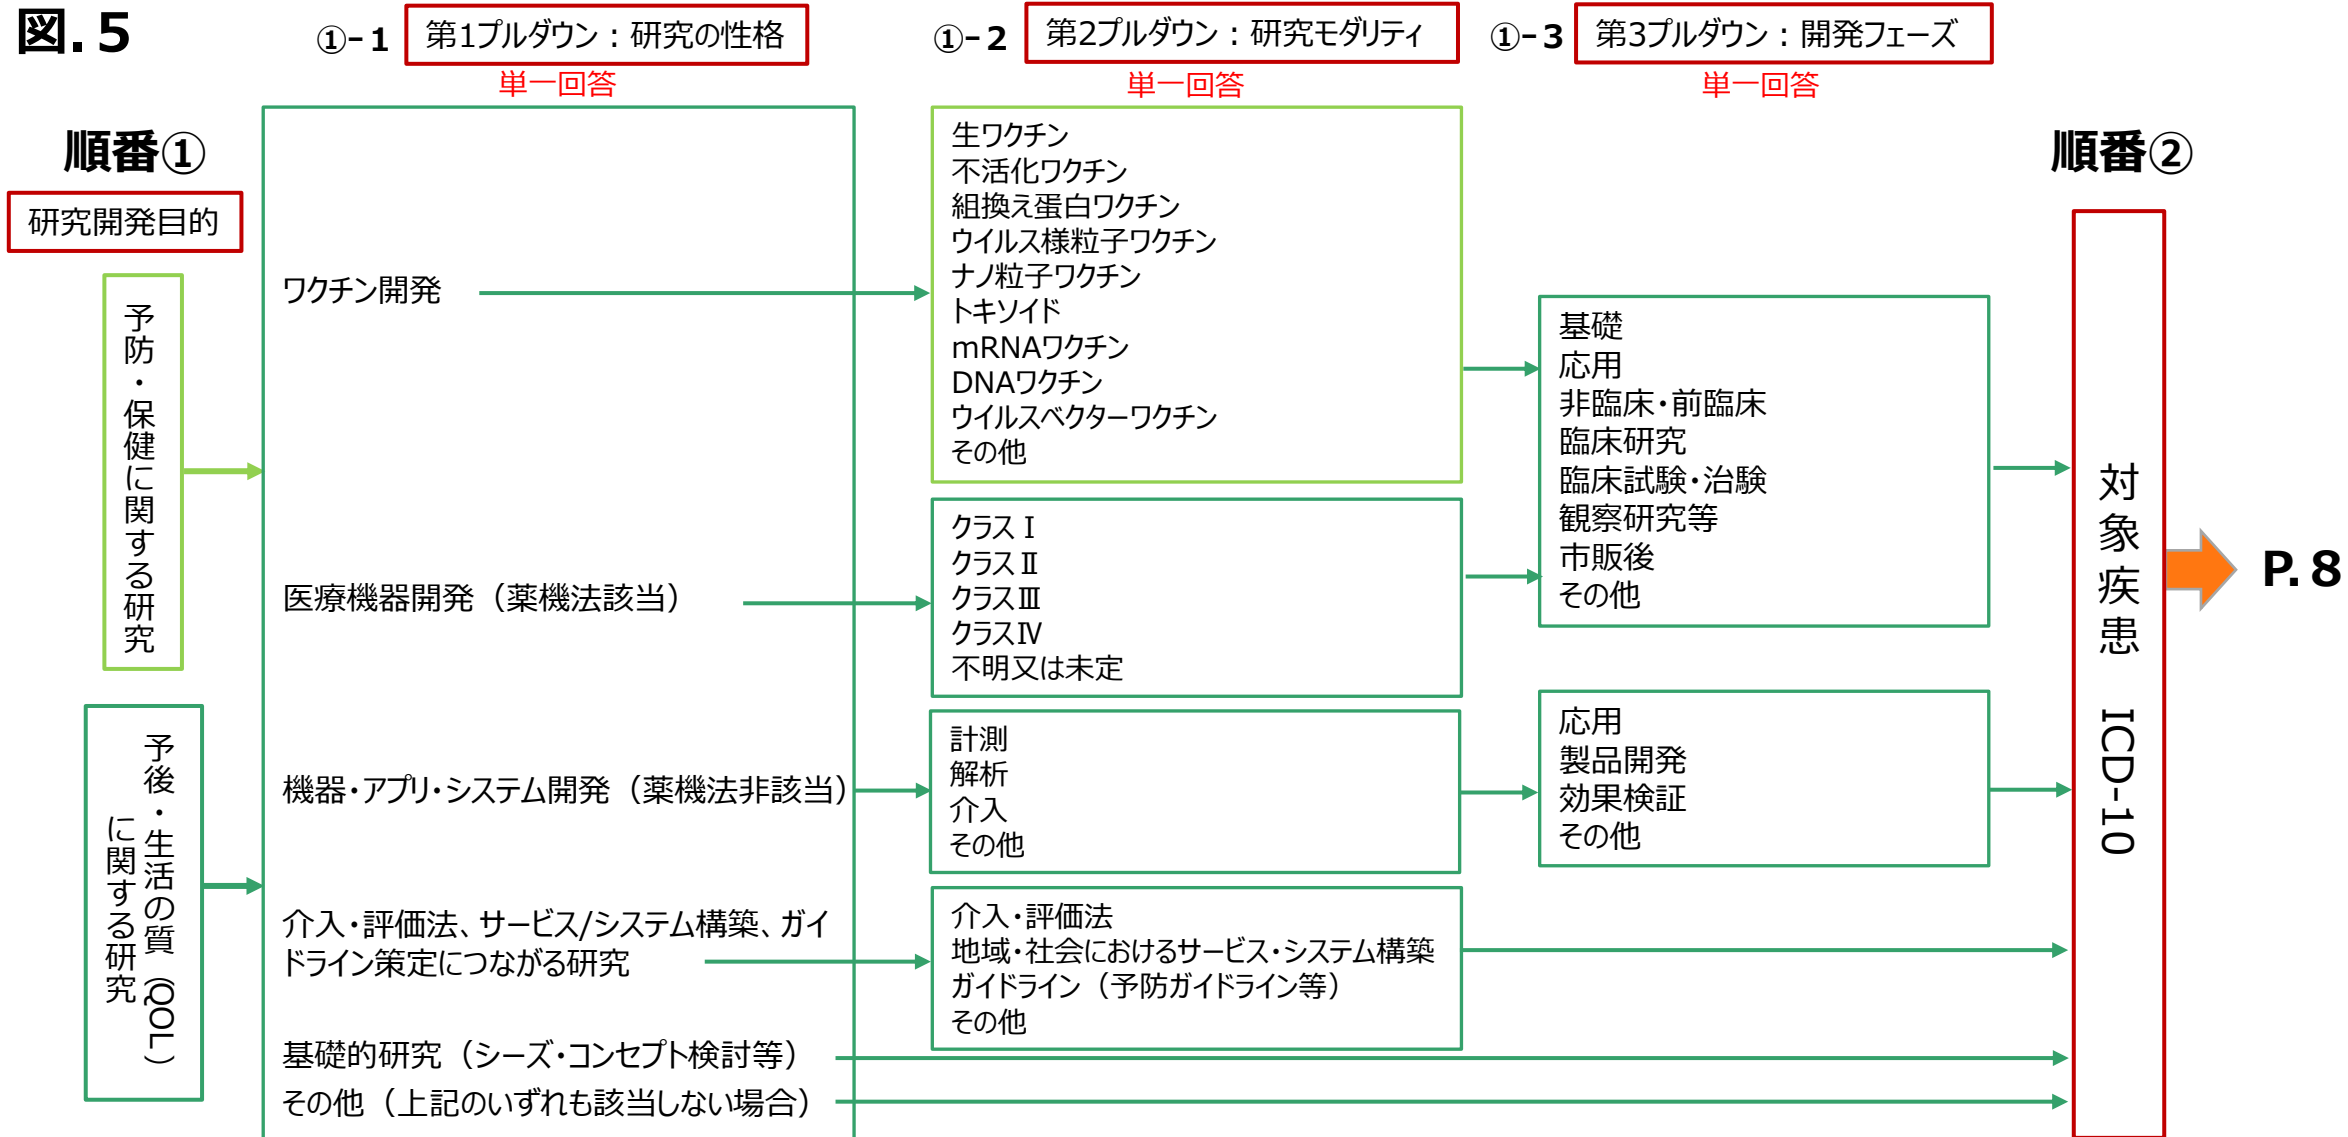 図.5
①-1
第1プルダウン：研究の性格
単一回答
①-2
第2プルダウン：研究モダリティ
単一回答
①-3
第3プルダウン：開発フェーズ
単一回答
順番①
研究開発目的
予防・保健に関する研究
予後・生活の質（QOL）
に関する研究
ワクチン開発
医療機器開発（薬機法該当）
機器・アプリ・システム開発（薬機法非該当）
介入・評価法、サービス/システム構築、ガイ
ドライン策定につながる研究
基礎的研究（シーズ・コンセプト検討等）
その他（上記のいずれも該当しない場合）
生ワクチン
不活化ワクチン
組換え蛋白ワクチン
ウイルス様粒子ワクチン
ナノ粒子ワクチン
トキソイド
mRNAワクチン
DNAワクチン
ウイルスベクターワクチン
その他
クラスⅠ
クラスⅡ
クラスⅢ
クラスⅣ
不明又は未定
計測
解析
介入
その他
介入・評価法
地域・社会におけるサービス・システム構築
ガイドライン（予防ガイドライン等）
その他
基礎
応用
非臨床・前臨床
臨床研究
臨床試験・治験
観察研究等
市販後
その他
応用
製品開発
効果検証
その他
順番②
対象疾患　ICD-10
P.8